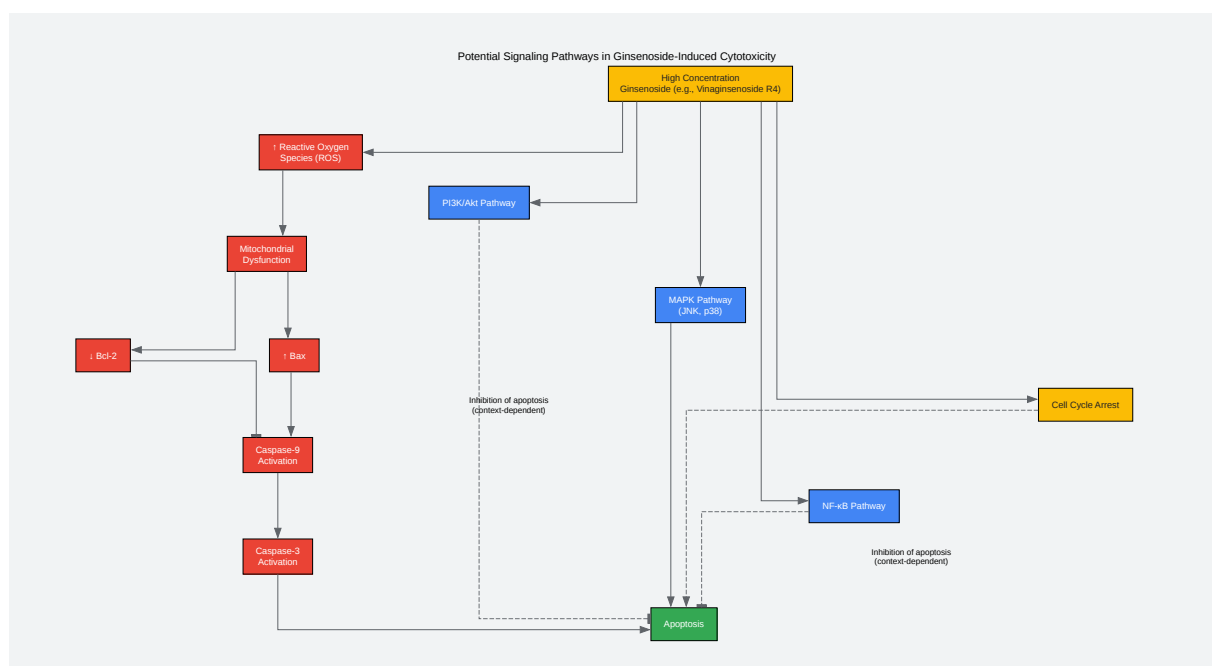 Potential Signaling Pathways in Ginsenoside-Induced Cytotoxicity
High Concentration
Ginsenoside (e.g., Vinaginsenoside R4)
↑ Reactive Oxygen
Species (ROS)
PI3K/Akt Pathway
Mitochondrial
Dysfunction
MAPK Pathway
(JNK, p38)
↓ Bcl-2
↑ Bax
Inhibition of apoptosis
(context-dependent)
Cell Cycle Arrest
Caspase-9
Activation
NF-κB Pathway
Caspase-3
Activation
Inhibition of apoptosis
(context-dependent)
Apoptosis